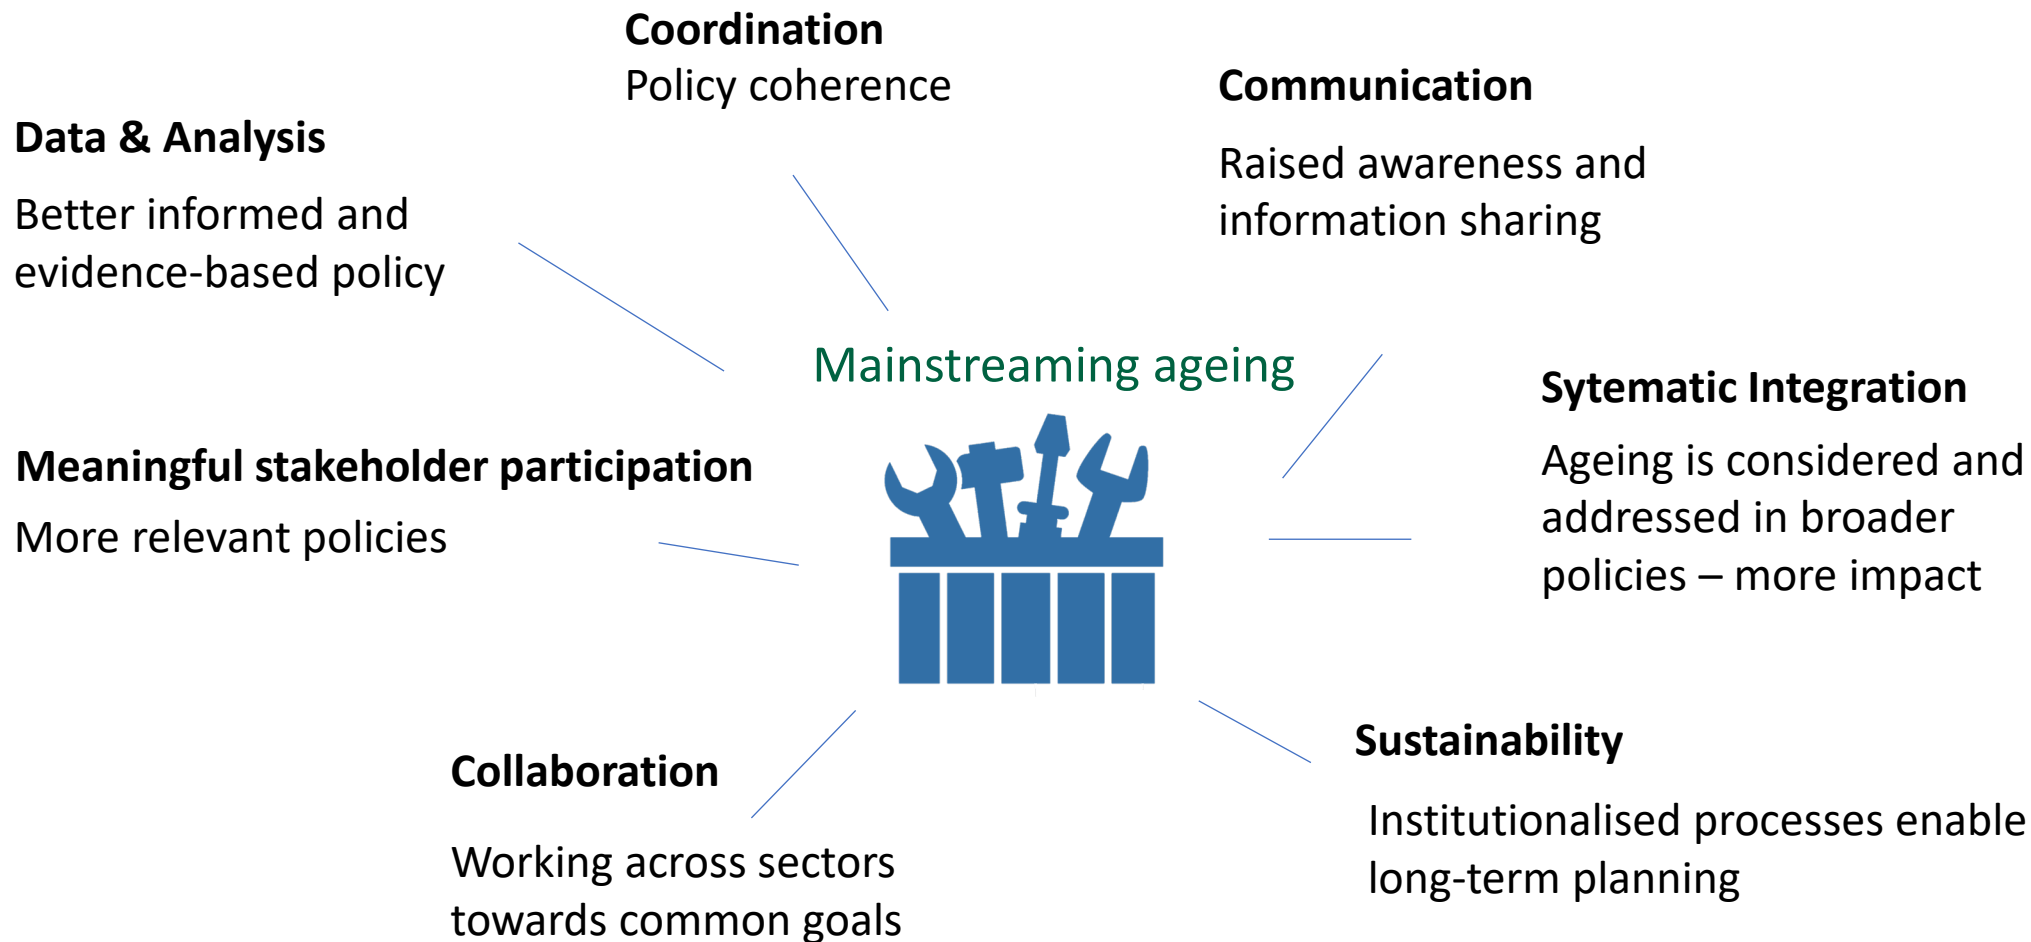 Coordination
Policy coherence
Communication
Raised awareness and
information sharing
Data & Analysis
Better informed and
evidence-based policy
Mainstreaming ageing
Sytematic Integration
Ageing is considered and
addressed in broader
policies – more impact
Meaningful stakeholder participation
More relevant policies
Collaboration
Working across sectors
towards common goals
Sustainability
Institutionalised processes enable
long-term planning